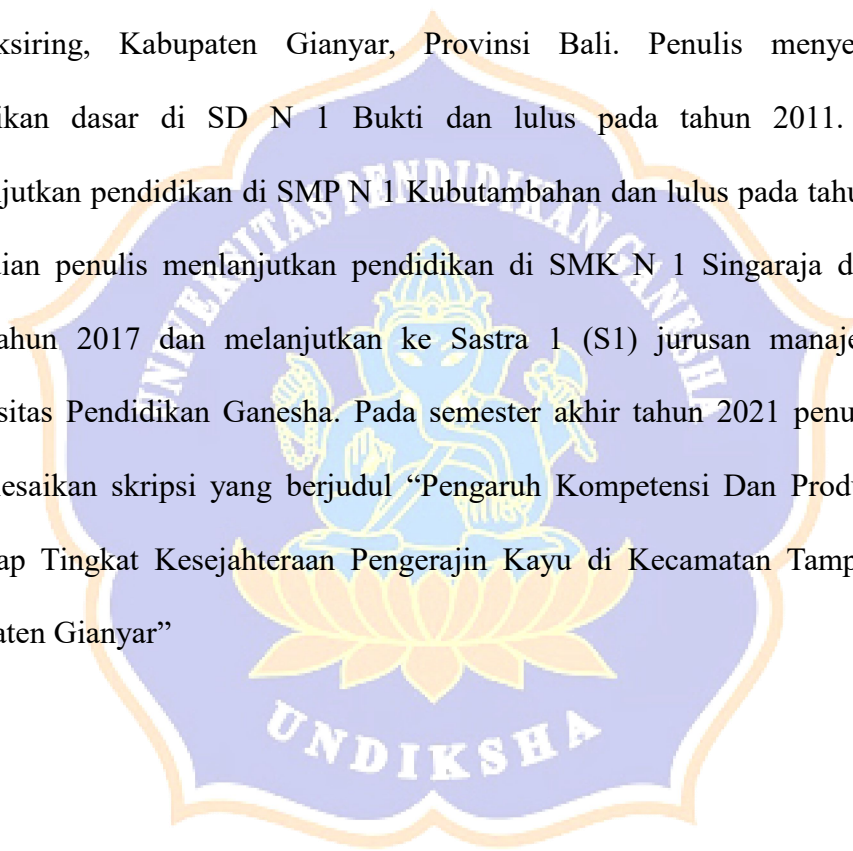 ksiring, Kabupaten Gianyar, Provinsi Bali. Penulis menye
ikan dasar di SD N 1 Bukti dan lulus pada tahun 2011.
jutkan pendidikan di SMP N 1 Kubutambahan dan lulus pada tahu
ian penulis menlanjutkan pendidikan di SMK N 1 Singaraja d
ahun 2017 dan melanjutkan ke Sastra 1 (S1) jurusan manaje
sitas Pendidikan Ganesha. Pada semester akhir tahun 2021 penu
esaikan skripsi yang berjudul “Pengaruh Kompetensi Dan Prod
ap Tingkat Kesejahteraan Pengerajin Kayu di Kecamatan Tamp
aten Gianyar”
UNIVERSITAS PENDIDIKAN GANESHA
UNDIKSHA